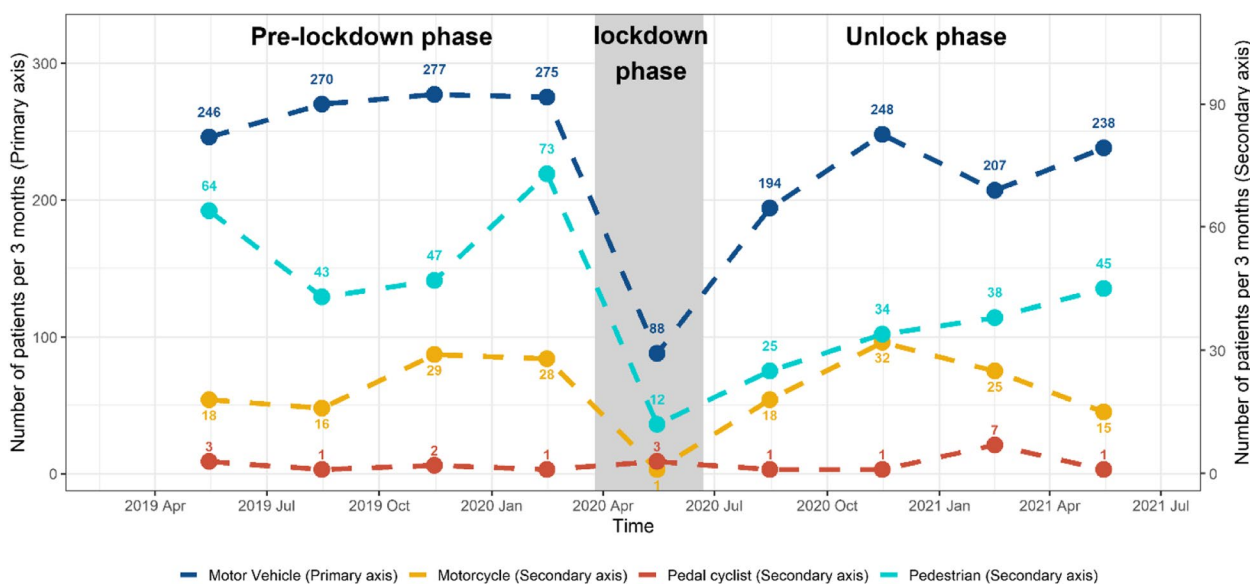 Pre-lockdown phase
lockdown
phase
Unlock phase
Number of patients per 3 months (Primary axis)
300
200
100
0
Number of patients per 3 months (Secondary axis)
90
60
30
0
246
270
277
275
88
194
248
207
238
64
43
47
73
12
25
34
38
45
18
16
29
28
1
18
32
25
15
3
1
2
1
3
1
1
7
1
2019 Apr
2019 Jul
2019 Oct
2020 Jan
2020 Apr
2020 Jul
2020 Oct
2021 Jan
2021 Apr
2021 Jul
Time
Motor Vehicle (Primary axis)
Motorcycle (Secondary axis)
Pedal cyclist (Secondary axis)
Pedestrian (Secondary axis)